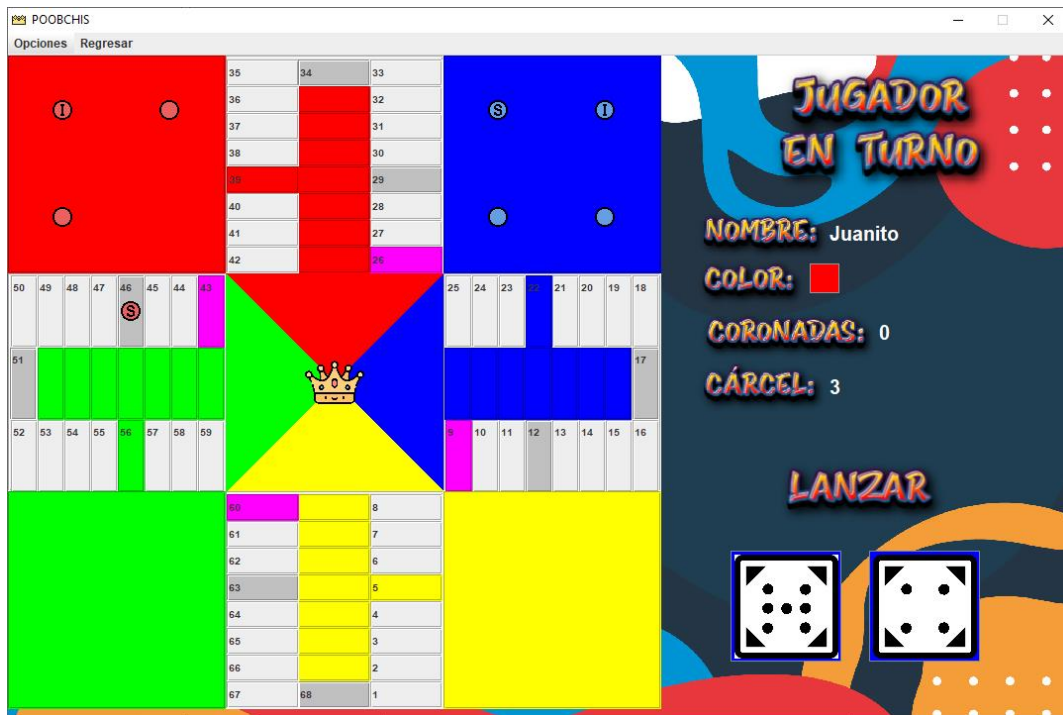 POOBCHIS
Opciones Regresar
JUGADOR
EN TURNO
NOMBRE: Juanito
COLOR:
CORONADAS: 0
CÁRCEL: 3
LANZAR
35 34 33
36 32
37 31
38 30
39 29
40 28
41 27
42 26
I
S I
50 49 48 47 46 45 44 43
S
25 24 23 22 21 20 19 18
51
17
52 53 54 55 56 57 58 59
9 10 11 12 13 14 15 16
60 8
61 7
62 6
63 5
64 4
65 3
66 2
67 68 1